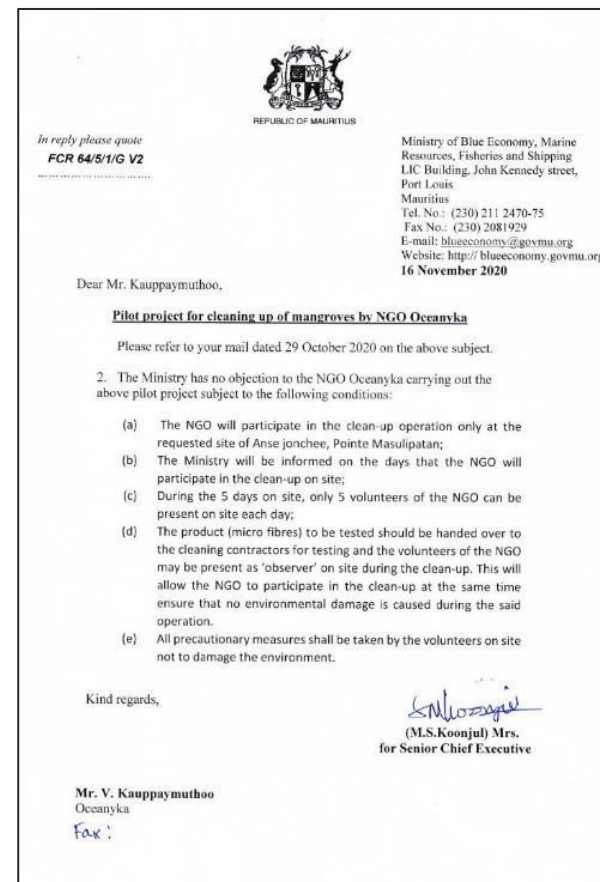 REPUBLIC OF MAURITIUS
In reply please quote
FCR 64/5/1/G V2
Ministry of Blue Economy, Marine
Resources, Fisheries and Shipping
LIC Building, John Kennedy street,
Port Louis
Mauritius
Tel. No.: (230) 211 2470-75
Fax No.: (230) 2081929
E-mail: blueeconomy@govmu.org
Website: http:// blueeconomy.govmu.org
16 November 2020
Dear Mr. Kauppaymuthoo,
Pilot project for cleaning up of mangroves by NGO Oceanyka
Please refer to your mail dated 29 October 2020 on the above subject.
2. The Ministry has no objection to the NGO Oceanyka carrying out the
above pilot project subject to the following conditions:
(a) The NGO will participate in the clean-up operation only at the
requested site of Anse jonchee, Pointe Masulipatan;
(b) The Ministry will be informed on the days that the NGO will
participate in the clean-up on site;
(c) During the 5 days on site, only 5 volunteers of the NGO can be
present on site each day;
(d) The product (micro fibres) to be tested should be handed over to
the cleaning contractors for testing and the volunteers of the NGO
may be present as 'observer' on site during the clean-up. This will
allow the NGO to participate in the clean-up at the same time
ensure that no environmental damage is caused during the said
operation.
(e) All precautionary measures shall be taken by the volunteers on site
not to damage the environment.
Kind regards,
(M.S.Koonjul) Mrs.
for Senior Chief Executive
Mr. V. Kauppaymuthoo
Oceanyka
Fax :